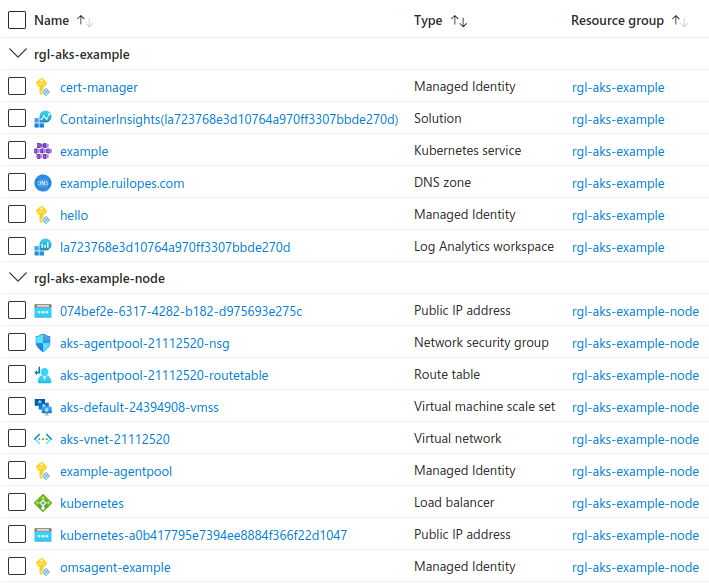 Name ↑↓ Type ↑↓ Resource group ↑↓
rgl-aks-example
cert-manager Managed Identity rgl-aks-example
ContainerInsights(la723768e3d10764a970ff3307bbde270d) Solution rgl-aks-example
example Kubernetes service rgl-aks-example
DNS example.ruilopes.com DNS zone rgl-aks-example
hello Managed Identity rgl-aks-example
la723768e3d10764a970ff3307bbde270d Log Analytics workspace rgl-aks-example
rgl-aks-example-node
074bef2e-6317-4282-b182-d975693e275c Public IP address rgl-aks-example-node
aks-agentpool-21112520-nsg Network security group rgl-aks-example-node
aks-agentpool-21112520-routetable Route table rgl-aks-example-node
aks-default-24394908-vmss Virtual machine scale set rgl-aks-example-node
aks-vnet-21112520 Virtual network rgl-aks-example-node
example-agentpool Managed Identity rgl-aks-example-node
kubernetes Load balancer rgl-aks-example-node
kubernetes-a0b417795e7394ee8884f366f22d1047 Public IP address rgl-aks-example-node
omsagent-example Managed Identity rgl-aks-example-node